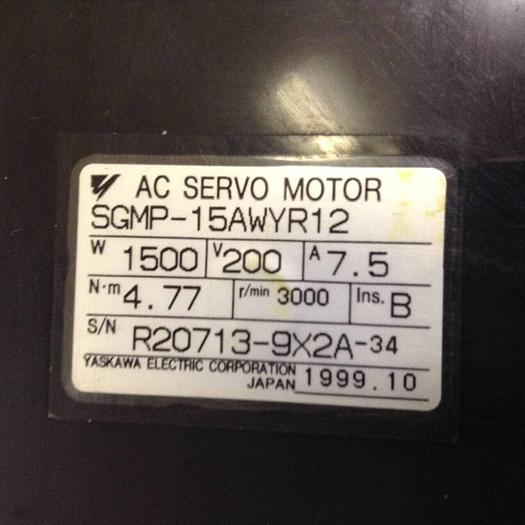 AC SERVO MOTOR
SGMP-15AWYR12
W 1500 V 200 A 7.5
N·m 4.77 r/min 3000 Ins. B
S/N R20713-9X2A-34
YASKAWA ELECTRIC CORPORATION
JAPAN 1999.10